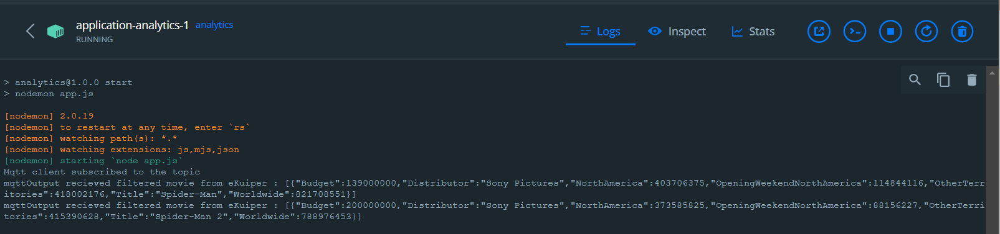 application-analytics-1 analytics
RUNNING
Logs Inspect Stats
> analytics@1.0.0 start
> nodemon app.js
[nodemon] 2.0.19
[nodemon] to restart at any time, enter `rs`
[nodemon] watching path(s): *.*
[nodemon] watching extensions: js,mjs,json
[nodemon] starting `node app.js`
Mqtt client subscribed to the topic
mqttOutput recieved filtered movie from eKuiper : [{"Budget":139000000,"Distributor":"Sony Pictures","NorthAmerica":403706375,"OpeningWeekendNorthAmerica":114844116,"OtherTerr
itories":418002176,"Title":"Spider-Man","Worldwide":821708551}]
mqttOutput recieved filtered movie from eKuiper : [{"Budget":200000000,"Distributor":"Sony Pictures","NorthAmerica":373585825,"OpeningWeekendNorthAmerica":88156227,"OtherTerri
tories":415390628,"Title":"Spider-Man 2","Worldwide":788976453}]